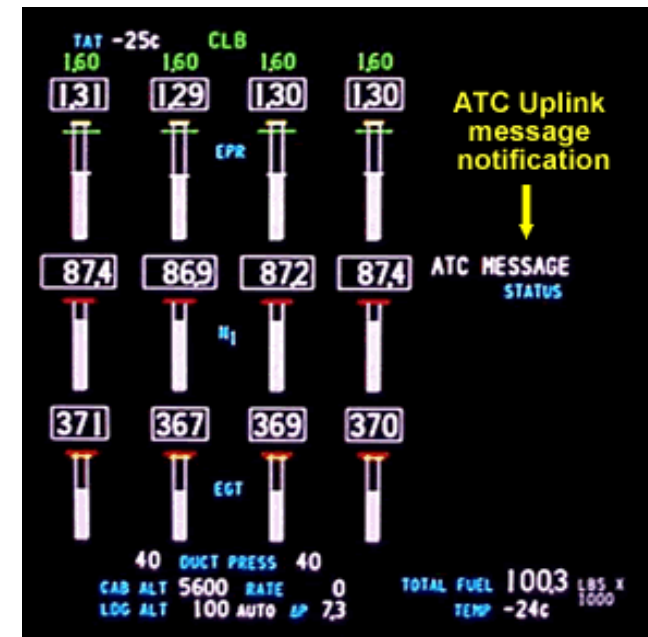 TAT -25c CLB
1,60 1,60 1,60 1,60
1,31 1,29 1,30 1,30
ATC Uplink
message
notification
EPR
87,4 86,9 87,2 87,4
ATC MESSAGE
STATUS
N1
371 367 369 370
EGT
40 DUCT PRESS 40
CAB ALT 5600 RATE 0
LDG ALT 100 AUTO ΔP 7,3
TOTAL FUEL 100,3 LBS X
1000
TEMP -24c